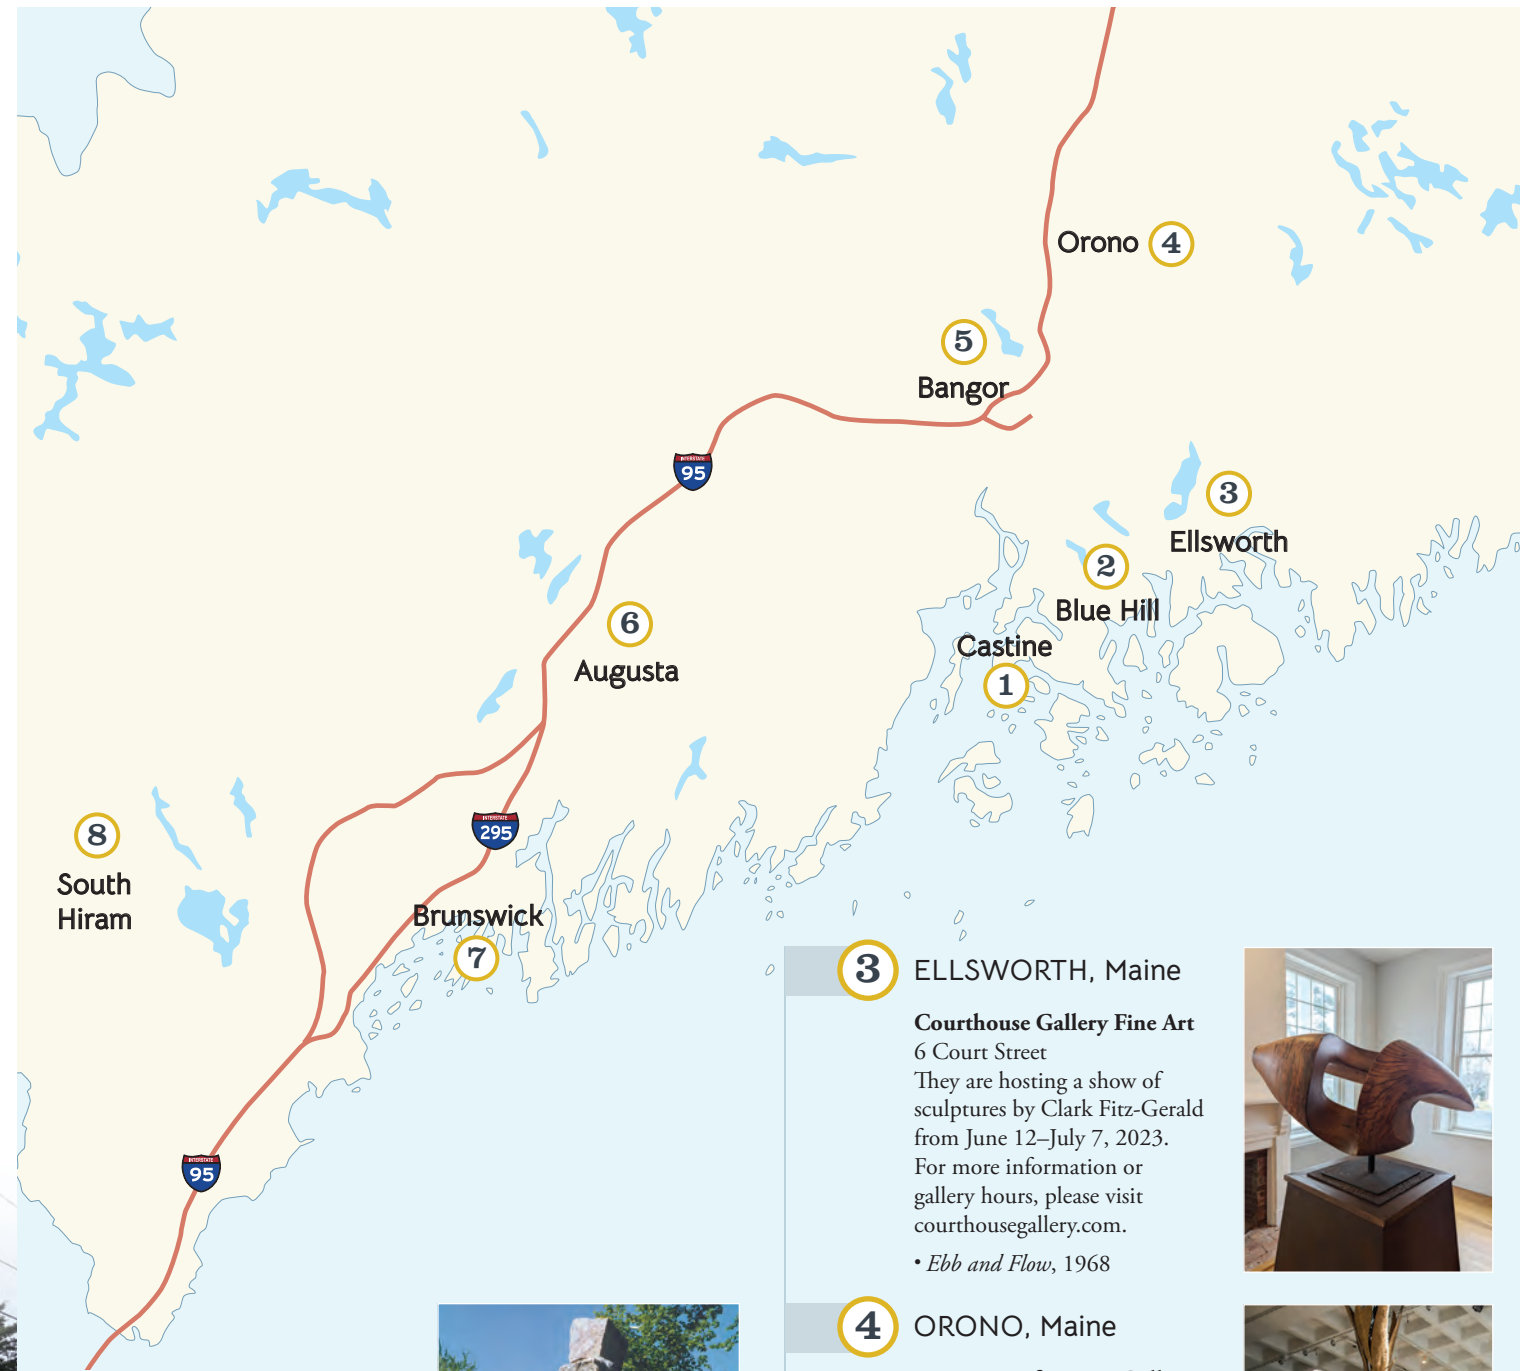 Orono 4
5
Bangor
INTERSTATE
95
3
Ellsworth
2
Blue Hill
Castine
1
6
Augusta
INTERSTATE
295
8
South
Hiram
Brunswick
7
INTERSTATE
95
3 ELLSWORTH, Maine
Courthouse Gallery Fine Art
6 Court Street
They are hosting a show of
sculptures by Clark Fitz-Gerald
from June 12–July 7, 2023.
For more information or
gallery hours, please visit
courthousegallery.com.
• Ebb and Flow, 1968
4 ORONO, Maine